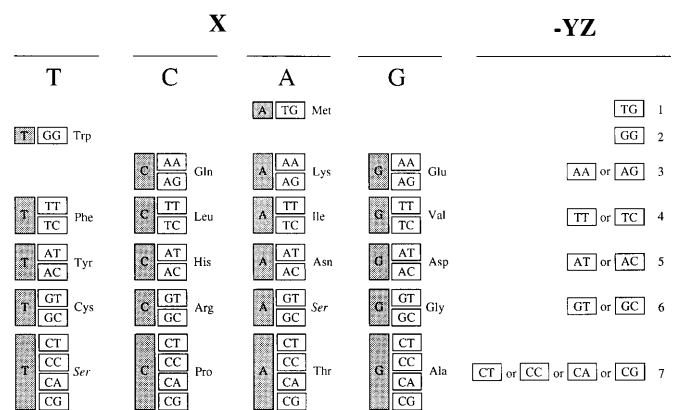 X -YZ
T C A G
A TG Met TG 1
T GG Trp GG 2
C AA AG Gln A AA AG Lys G AA AG Glu AA or AG 3
T TT TC Phe C TT TC Leu A TT TC Ile G TT TC Val TT or TC 4
T AT AC Tyr C AT AC His A AT AC Asn G AT AC Asp AT or AC 5
T GT GC Cys C GT GC Arg A GT GC Ser G GT GC Gly GT or GC 6
T CT CC CA CG Ser C CT CC CA CG Pro A CT CC CA CG Thr G CT CC CA CG Ala CT or CC or CA or CG 7